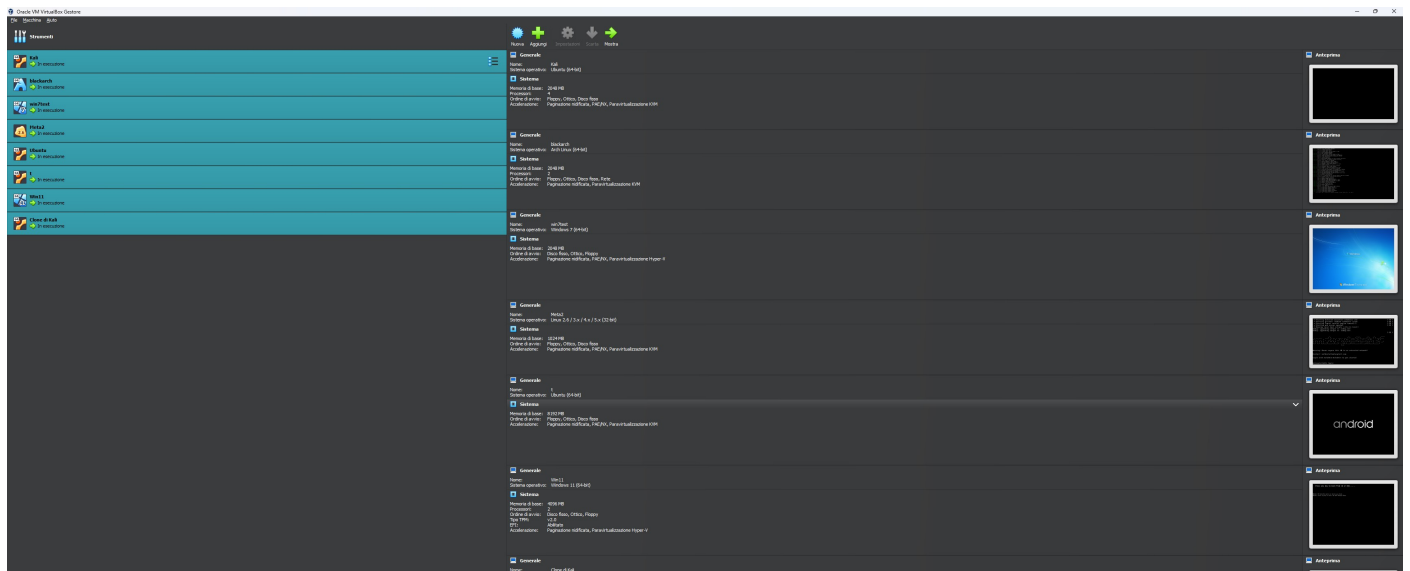 Oracle VM VirtualBox Gestore
File Macchina Aiuto
Strumenti
Nuova Aggiungi Impostazioni Scarta Mostra
Kali
In esecuzione
blackarch
In esecuzione
win7test
In esecuzione
Meta2
In esecuzione
Ubuntu
In esecuzione
t
In esecuzione
Win11
In esecuzione
Clone di Kali
In esecuzione
Generale
Nome: Kali
Sistema operativo: Ubuntu (64-bit)
Sistema
Memoria di base: 2048 MB
Processori: 4
Ordine di avvio: Floppy, Ottico, Disco fisso
Accelerazione: Paginazione nidificata, PAE/NX, Paravirtualizzazione KVM
Anteprima
Generale
Nome: blackarch
Sistema operativo: Arch Linux (64-bit)
Sistema
Memoria di base: 2048 MB
Processori: 2
Ordine di avvio: Floppy, Ottico, Disco fisso, Rete
Accelerazione: Paginazione nidificata, Paravirtualizzazione KVM
Anteprima
Generale
Nome: win7test
Sistema operativo: Windows 7 (64-bit)
Sistema
Memoria di base: 2048 MB
Ordine di avvio: Disco fisso, Ottico, Floppy
Accelerazione: Paginazione nidificata, PAE/NX, Paravirtualizzazione Hyper-V
Anteprima
Generale
Nome: Meta2
Sistema operativo: Linux 2.6 / 3.x / 4.x / 5.x (32-bit)
Sistema
Memoria di base: 1024 MB
Ordine di avvio: Floppy, Ottico, Disco fisso
Accelerazione: Paginazione nidificata, PAE/NX, Paravirtualizzazione KVM
Anteprima
Generale
Nome: t
Sistema operativo: Ubuntu (64-bit)
Sistema
Memoria di base: 8192 MB
Ordine di avvio: Floppy, Ottico, Disco fisso
Accelerazione: Paginazione nidificata, PAE/NX, Paravirtualizzazione KVM
Anteprima
android
Generale
Nome: Win11
Sistema operativo: Windows 11 (64-bit)
Sistema
Memoria di base: 4096 MB
Processori: 2
Ordine di avvio: Disco fisso, Ottico, Floppy
Tipo TPM: v2.0
EFI: Abilitato
Accelerazione: Paginazione nidificata, Paravirtualizzazione Hyper-V
Anteprima
Generale
Nome: Clone di Kali
Anteprima